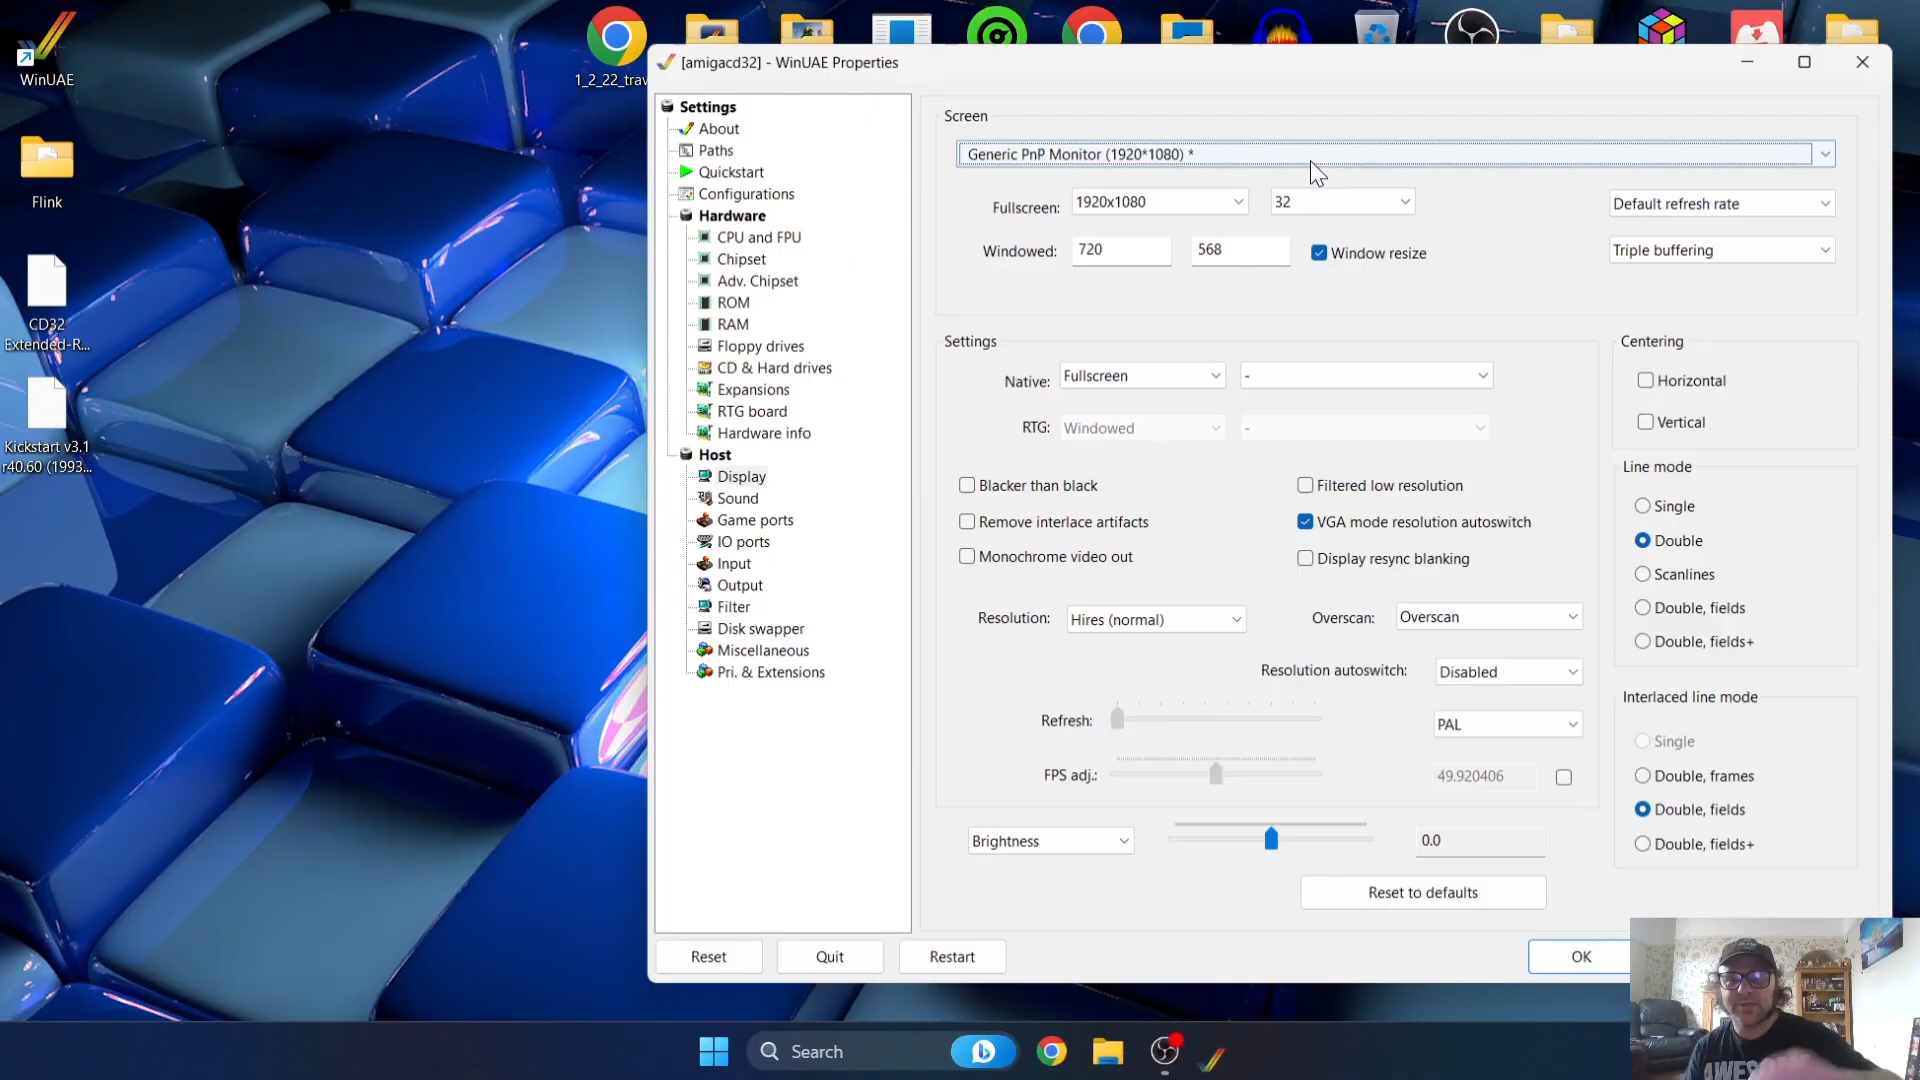 WinUAE
Flink
CD32
Extended-R...
Kickstart v3.1
r40.60 (1993...
1_2_22_trav
[amigacd32] - WinUAE Properties
Settings
About
Paths
Quickstart
Configurations
Hardware
CPU and FPU
Chipset
Adv. Chipset
ROM
RAM
Floppy drives
CD & Hard drives
Expansions
RTG board
Hardware info
Host
Display
Sound
Game ports
IO ports
Input
Output
Filter
Disk swapper
Miscellaneous
Pri. & Extensions
Screen
Generic PnP Monitor (1920*1080) *
Fullscreen: 1920x1080 32 Default refresh rate
Windowed: 720 568 Window resize Triple buffering
Settings
Native: Fullscreen -
RTG: Windowed -
Blacker than black Filtered low resolution
Remove interlace artifacts VGA mode resolution autoswitch
Monochrome video out Display resync blanking
Resolution: Hires (normal) Overscan: Overscan
Resolution autoswitch: Disabled
Refresh: PAL
FPS adj.: 49.920406
Brightness 0.0
Reset to defaults
Centering
Horizontal
Vertical
Line mode
Single
Double
Scanlines
Double, fields
Double, fields+
Interlaced line mode
Single
Double, frames
Double, fields
Double, fields+
Reset Quit Restart OK
Search